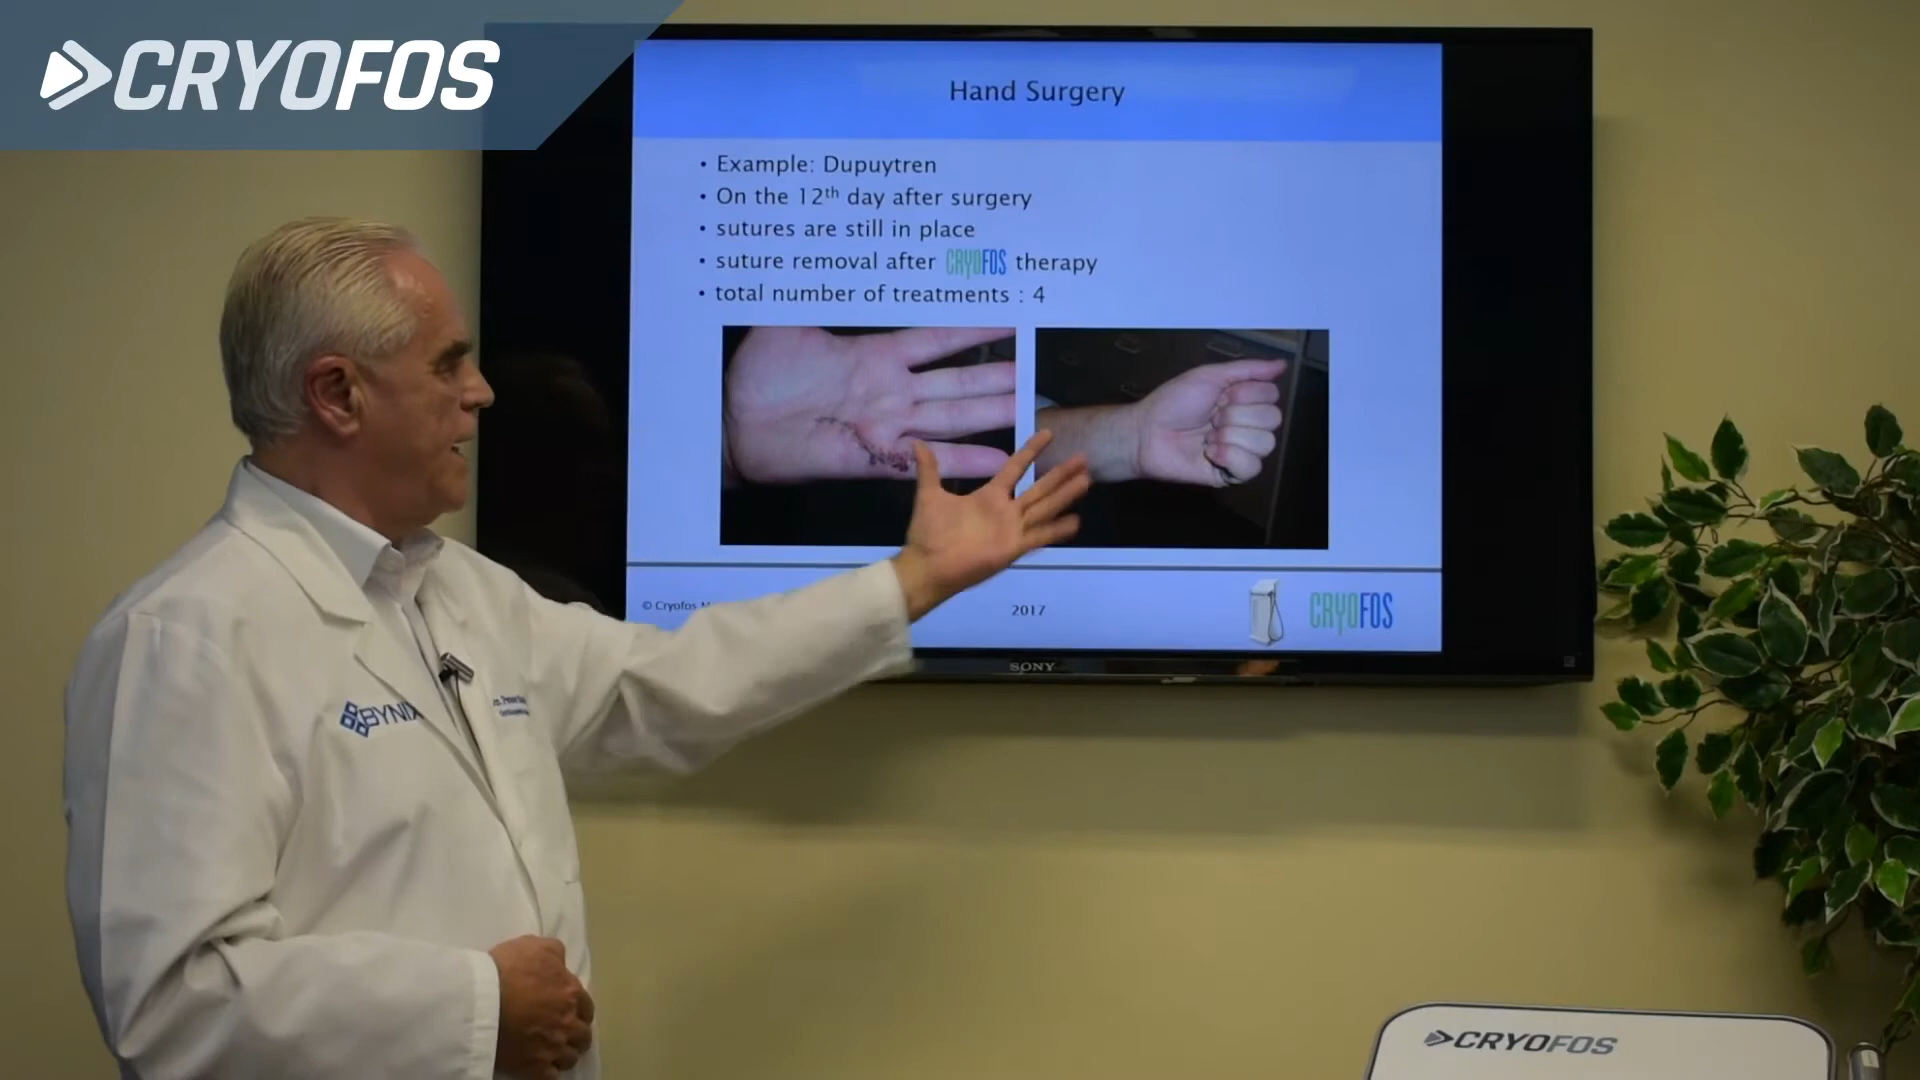 CRYOFOS
Hand Surgery
• Example: Dupuytren
• On the 12th day after surgery
• sutures are still in place
• suture removal after CRYOFOS therapy
• total number of treatments : 4
© Cryofos
2017
CRYOFOS
SONY
BYNIX
CRYOFOS